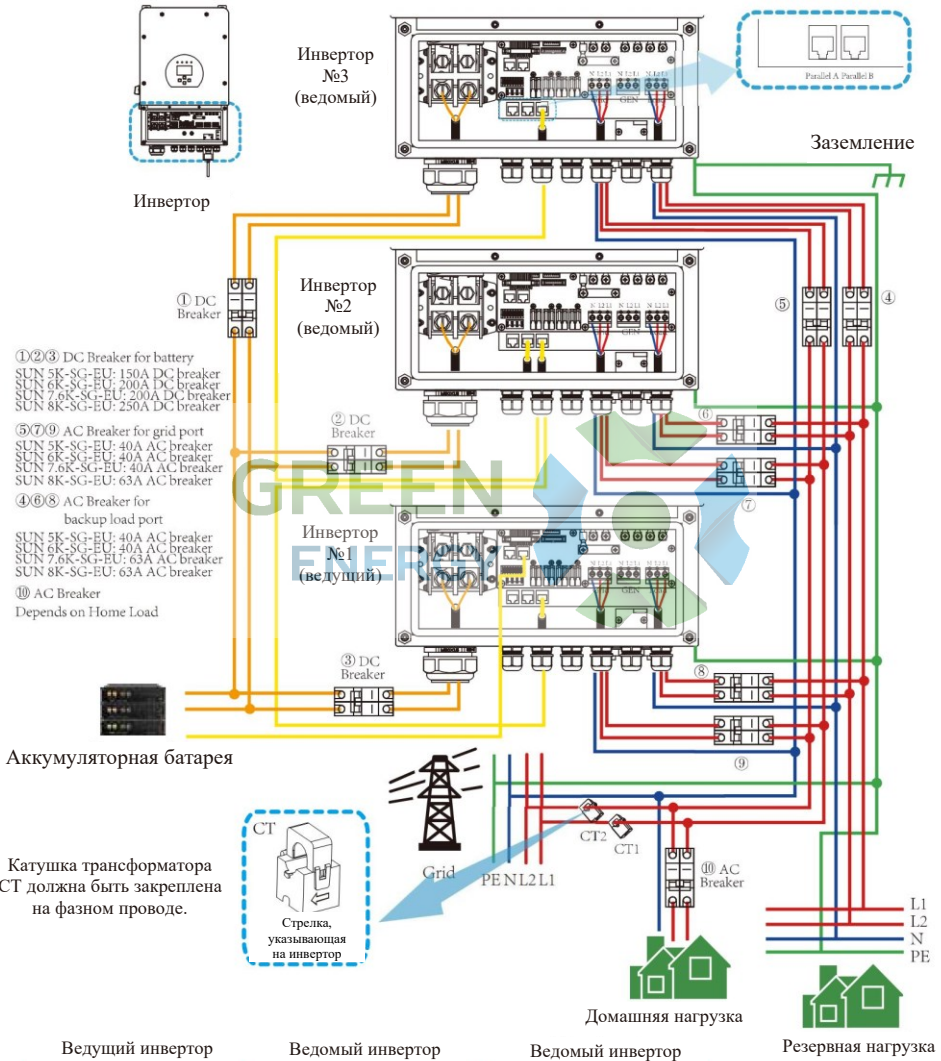 Инвертор
№3
(ведомый)
Parallel A Parallel B
Заземление
Инвертор
① DC
Breaker
Инвертор
№2
(ведомый)
⑤
④
①②③ DC Breaker for battery
SUN 5K-SG-EU: 150A DC breaker
SUN 6K-SG-EU: 200A DC breaker
SUN 7.6K-SG-EU: 200A DC breaker
SUN 8K-SG-EU: 250A DC breaker
⑤⑦⑨ AC Breaker for grid port
SUN 5K-SG-EU: 40A AC breaker
SUN 6K-SG-EU: 40A AC breaker
SUN 7.6K-SG-EU: 40A AC breaker
SUN 8K-SG-EU: 63A AC breaker
④⑥⑧ AC Breaker for
backup load port
SUN 5K-SG-EU: 40A AC breaker
SUN 6K-SG-EU: 40A AC breaker
SUN 7.6K-SG-EU: 63A AC breaker
SUN 8K-SG-EU: 63A AC breaker
⑩ AC Breaker
Depends on Home Load
② DC
Breaker
⑥
⑦
GREEN
ENERGY
Инвертор
№1
(ведущий)
GEN
GEN
GEN
③ DC
Breaker
⑧
⑨
Аккумуляторная батарея
CT
Катушка трансформатора
CT должна быть закреплена
на фазном проводе.
Стрелка,
указывающая
на инвертор
Grid
PE N L2 L1
CT2
CT1
⑩ AC
Breaker
L1
L2
N
PE
Домашняя нагрузка
Резервная нагрузка
Ведущий инвертор
Ведомый инвертор
Ведомый инвертор